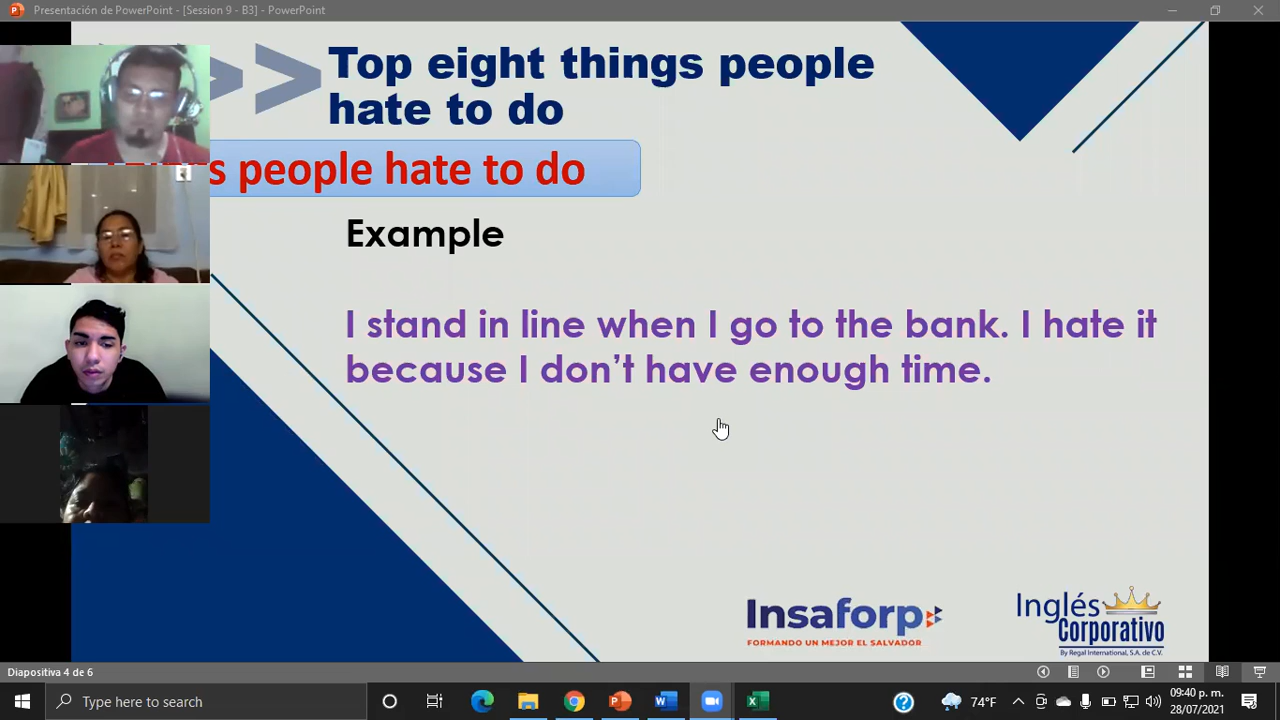 Presentación de PowerPoint - [Session 9 - B3] - PowerPoint
Top eight things people
hate to do
people hate to do
Example
I stand in line when I go to the bank. I hate it
because I don't have enough time.
Insaforp
FORMANDO UN MEJOR EL SALVADOR
Inglés
Corporativo
By Regal International, S.A. de C.V.
Diapositiva 4 de 6
Type here to search
74°F
09:40 p. m.
28/07/2021